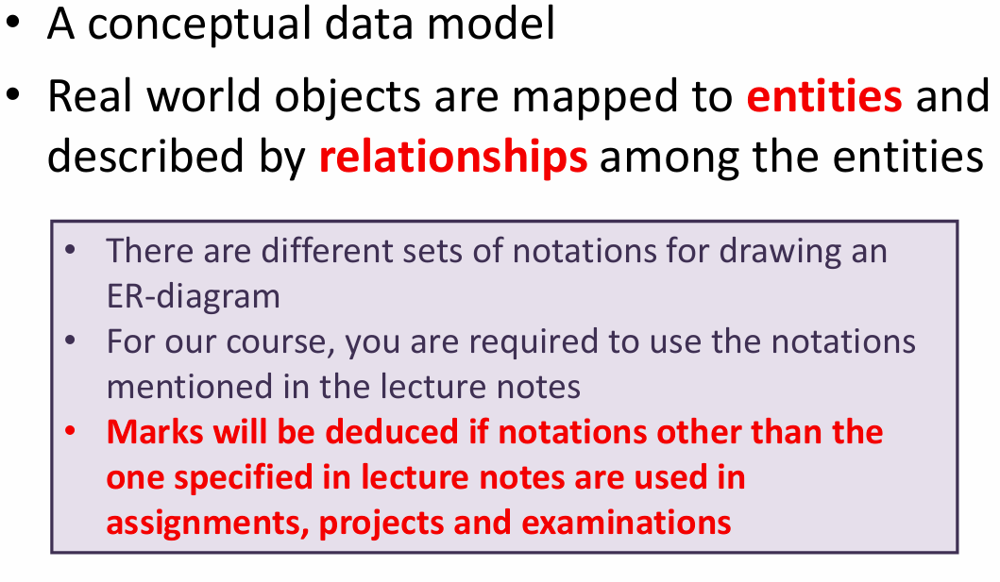 • A conceptual data model
• Real world objects are mapped to entities and
described by relationships among the entities
• There are different sets of notations for drawing an
ER-diagram
• For our course, you are required to use the notations
mentioned in the lecture notes
• Marks will be deduced if notations other than the
one specified in lecture notes are used in
assignments, projects and examinations